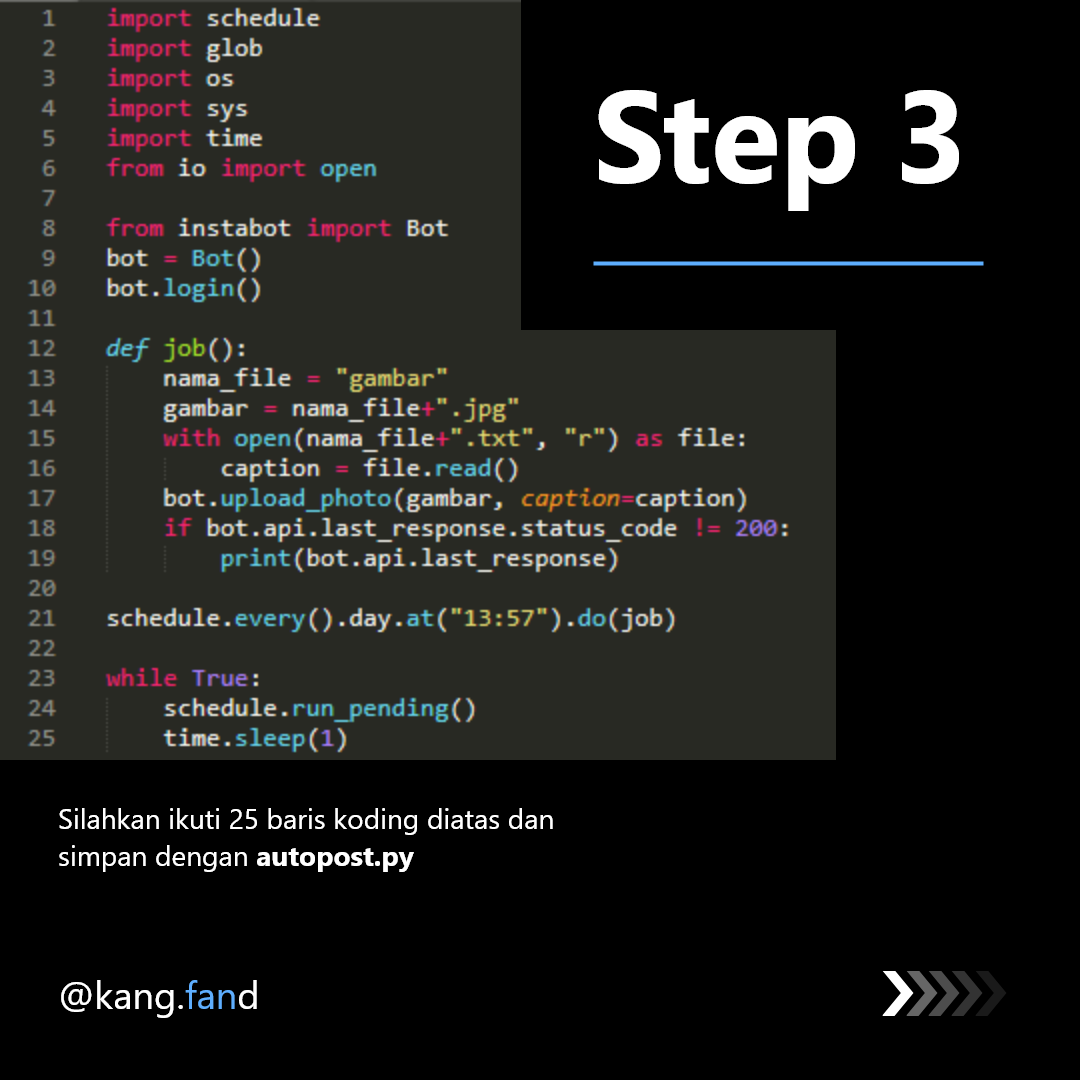 1 import schedule
2 import glob
3 import os
4 import sys
5 import time
6 from io import open
7
8 from instabot import Bot
9 bot = Bot()
10 bot.login()
11
12 def job():
13     nama_file = "gambar"
14     gambar = nama_file+".jpg"
15     with open(nama_file+".txt", "r") as file:
16         caption = file.read()
17     bot.upload_photo(gambar, caption=caption)
18     if bot.api.last_response.status_code != 200:
19         print(bot.api.last_response)
20
21 schedule.every().day.at("13:57").do(job)
22
23 while True:
24     schedule.run_pending()
25     time.sleep(1)
Step 3
Silahkan ikuti 25 baris koding diatas dan
simpan dengan autopost.py
@kang.fand